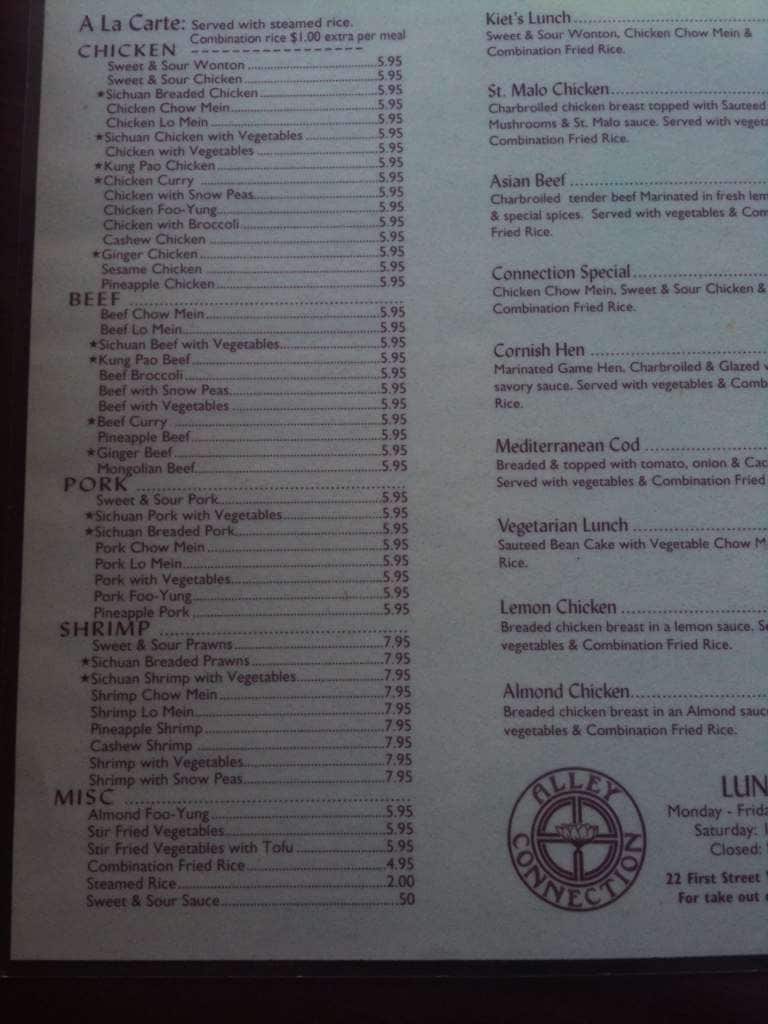 A La Carte: Served with steamed rice.
Combination rice $1.00 extra per meal
CHICKEN
Sweet & Sour Wonton 5.95
Sweet & Sour Chicken 5.95
★Sichuan Breaded Chicken 5.95
Chicken Chow Mein 5.95
Chicken Lo Mein 5.95
★Sichuan Chicken with Vegetables 5.95
Chicken with Vegetables 5.95
★Kung Pao Chicken 5.95
★Chicken Curry 5.95
Chicken with Snow Peas 5.95
Chicken Foo-Yung 5.95
Chicken with Broccoli 5.95
Cashew Chicken 5.95
★Ginger Chicken 5.95
Sesame Chicken 5.95
Pineapple Chicken 5.95
BEEF
Beef Chow Mein 5.95
Beef Lo Mein 5.95
★Sichuan Beef with Vegetables 5.95
★Kung Pao Beef 5.95
Beef Broccoli 5.95
Beef with Snow Peas 5.95
Beef with Vegetables 5.95
★Beef Curry 5.95
Pineapple Beef 5.95
★Ginger Beef 5.95
Mongolian Beef 5.95
PORK
Sweet & Sour Pork 5.95
★Sichuan Pork with Vegetables 5.95
★Sichuan Breaded Pork 5.95
Pork Chow Mein 5.95
Pork Lo Mein 5.95
Pork with Vegetables 5.95
Pork Foo-Yung 5.95
Pineapple Pork 5.95
SHRIMP
Sweet & Sour Prawns 7.95
★Sichuan Breaded Prawns 7.95
★Sichuan Shrimp with Vegetables 7.95
Shrimp Chow Mein 7.95
Shrimp Lo Mein 7.95
Pineapple Shrimp 7.95
Cashew Shrimp 7.95
Shrimp with Vegetables 7.95
Shrimp with Snow Peas 7.95
MISC
Almond Foo-Yung 5.95
Stir Fried Vegetables 5.95
Stir Fried Vegetables with Tofu 5.95
Combination Fried Rice 4.95
Steamed Rice 2.00
Sweet & Sour Sauce 50
Kiet's Lunch
Sweet & Sour Wonton, Chicken Chow Mein &
Combination Fried Rice.
St. Malo Chicken
Charbroiled chicken breast topped with Sauteed
Mushrooms & St. Malo sauce. Served with veget
Combination Fried Rice.
Asian Beef
Charbroiled tender beef Marinated in fresh lem
& special spices. Served with vegetables & Com
Fried Rice.
Connection Special
Chicken Chow Mein, Sweet & Sour Chicken &
Combination Fried Rice.
Cornish Hen
Marinated Game Hen, Charbroiled & Glazed
savory sauce. Served with vegetables & Comb
Rice.
Mediterranean Cod
Breaded & topped with tomato, onion & Cac
Served with vegetables & Combination Fried
Vegetarian Lunch
Sauteed Bean Cake with Vegetable Chow M
Rice.
Lemon Chicken
Breaded chicken breast in a lemon sauce. Se
vegetables & Combination Fried Rice.
Almond Chicken
Breaded chicken breast in an Almond sauc
vegetables & Combination Fried Rice.
ALLEY CONNECTION
LUN
Monday - Frida
Saturday:
Closed:
22 First Street
For take out